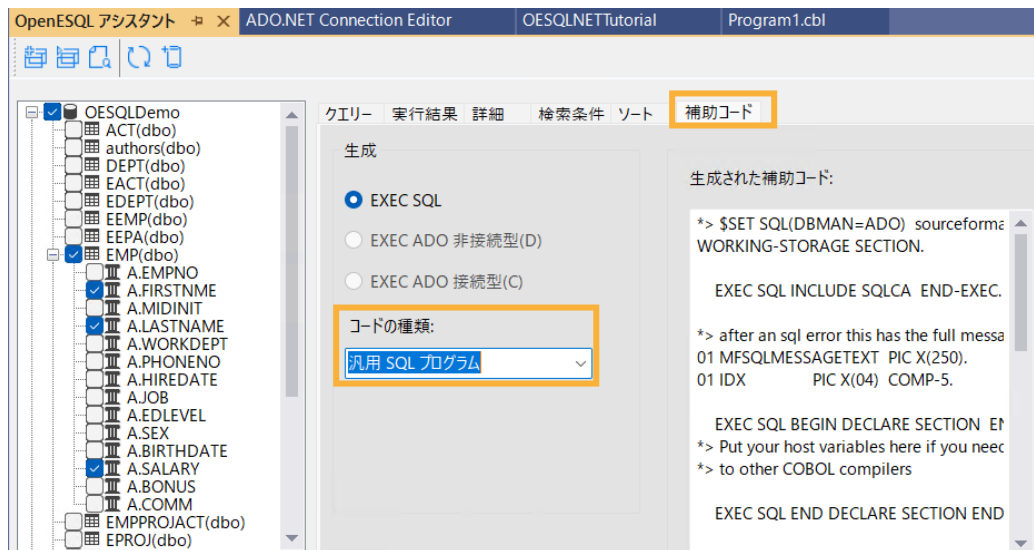 OpenESQL アシスタント
ADO.NET Connection Editor
OESQLNETTutorial
Program1.cbl
OESQLDemo
ACT(dbo)
authors(dbo)
DEPT(dbo)
EACT(dbo)
EDEPT(dbo)
EEMP(dbo)
EEPA(dbo)
EMP(dbo)
A.EMPNO
A.FIRSTNME
A.MIDINIT
A.LASTNAME
A.WORKDEPT
A.PHONENO
A.HIREDATE
A.JOB
A.EDLEVEL
A.SEX
A.BIRTHDATE
A.SALARY
A.BONUS
A.COMM
EMPPROJACT(dbo)
EPROJ(dbo)
クエリー 実行結果 詳細 検索条件 ソート 補助コード
生成
EXEC SQL
EXEC ADO 非接続型(D)
EXEC ADO 接続型(C)
コードの種類:
汎用 SQL プログラム
生成された補助コード:
*> $SET SQL(DBMAN=ADO) sourceforma
WORKING-STORAGE SECTION.
EXEC SQL INCLUDE SQLCA END-EXEC.
*> after an sql error this has the full messa
01 MFSQLMESSAGETEXT PIC X(250).
01 IDX PIC X(04) COMP-5.
EXEC SQL BEGIN DECLARE SECTION EN
*> Put your host variables here if you need
*> to other COBOL compilers
EXEC SQL END DECLARE SECTION END